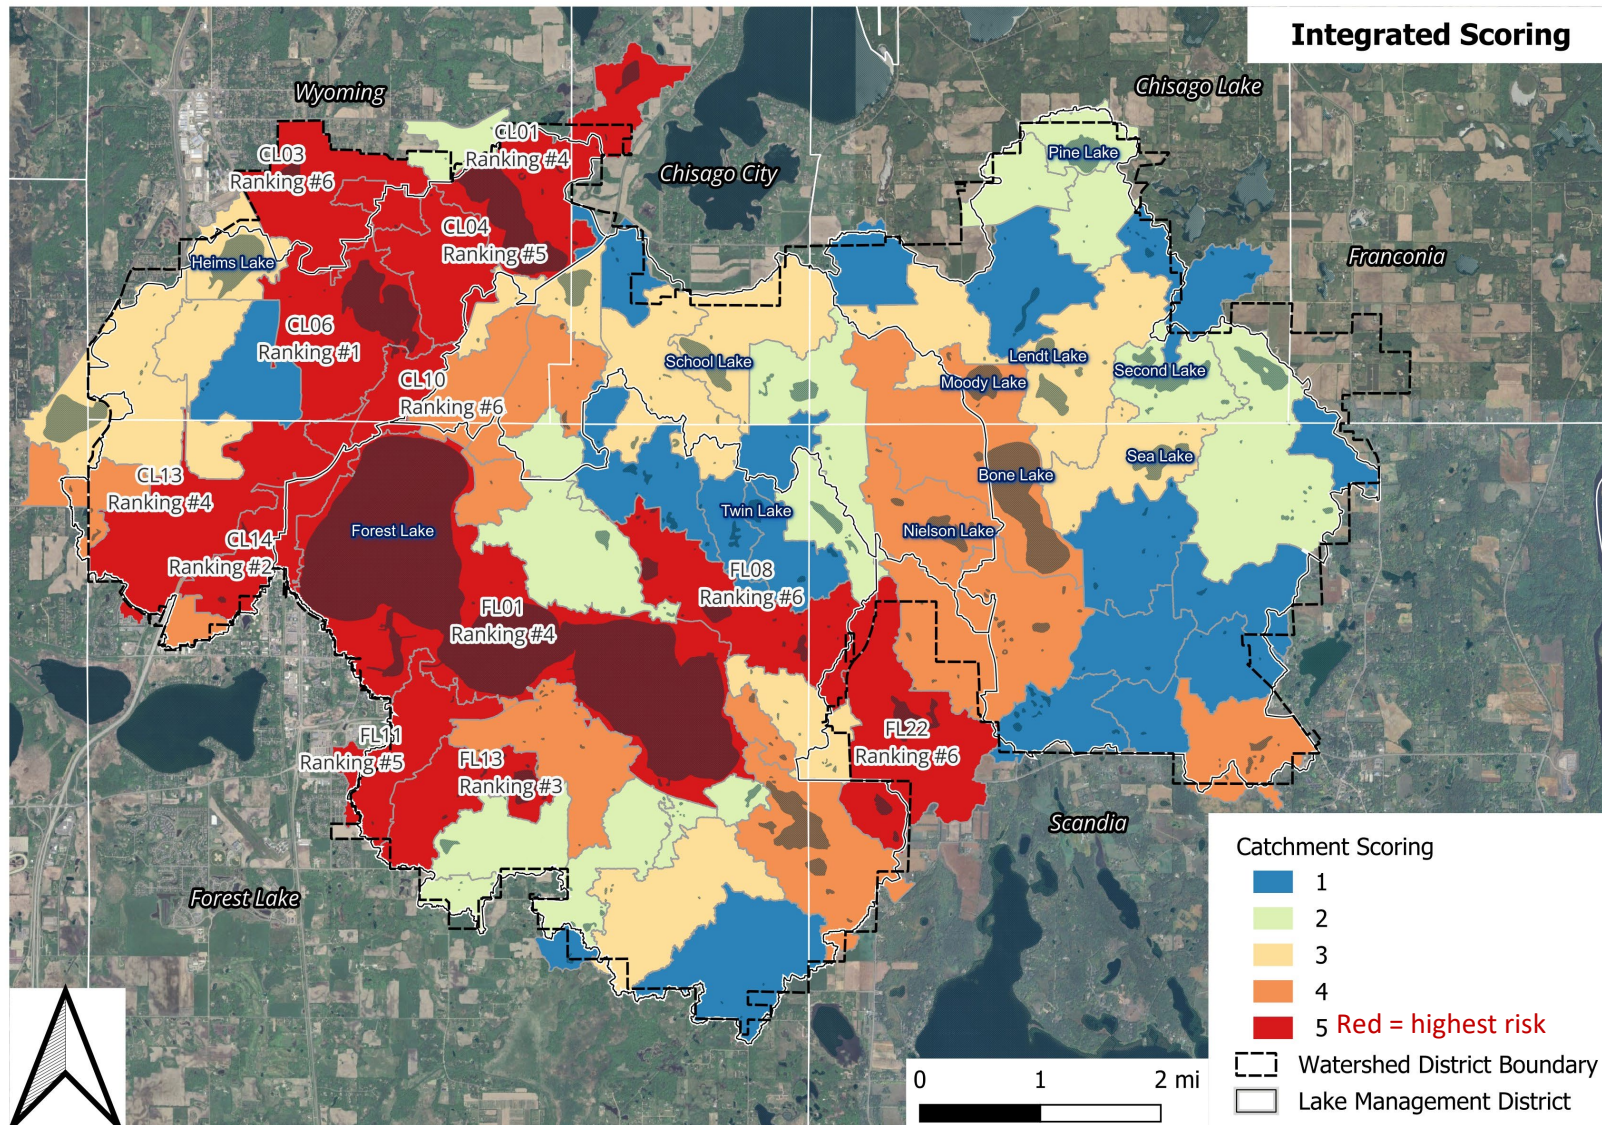 Integrated Scoring
Wyoming
Chisago Lake
CL01
Ranking #4
CL03
Ranking #6
Pine Lake
Chisago City
CL04
Ranking #5
Franconia
Heims Lake
CL06
Ranking #1
School Lake
Lendt Lake
Second Lake
Moody Lake
CL10
Ranking #6
Sea Lake
Bone Lake
CL13
Ranking #4
Twin Lake
Forest Lake
Nielson Lake
CL14
Ranking #2
FL08
Ranking #6
FL01
Ranking #4
FL22
Ranking #6
FL11
Ranking #5
FL13
Ranking #3
Scandia
Forest Lake
Catchment Scoring
1
2
3
4
5 Red = highest risk
Watershed District Boundary
Lake Management District
0 1 2 mi